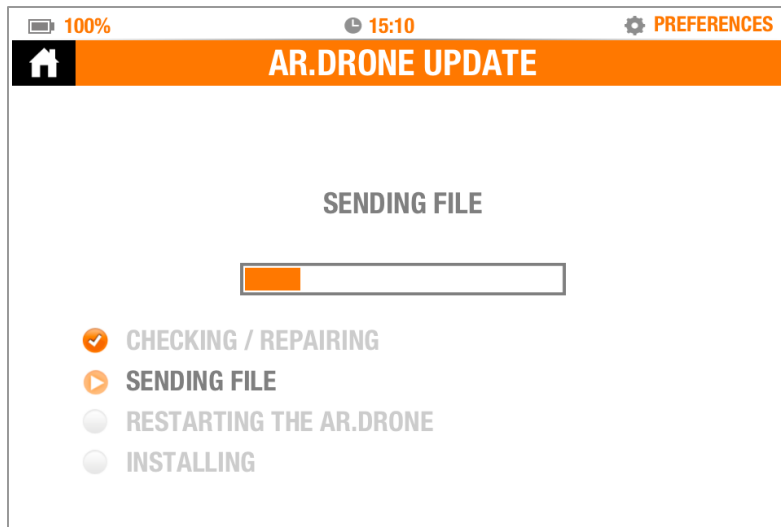 100% 15:10 PREFERENCES
AR.DRONE UPDATE
SENDING FILE
CHECKING / REPAIRING
SENDING FILE
RESTARTING THE AR.DRONE
INSTALLING